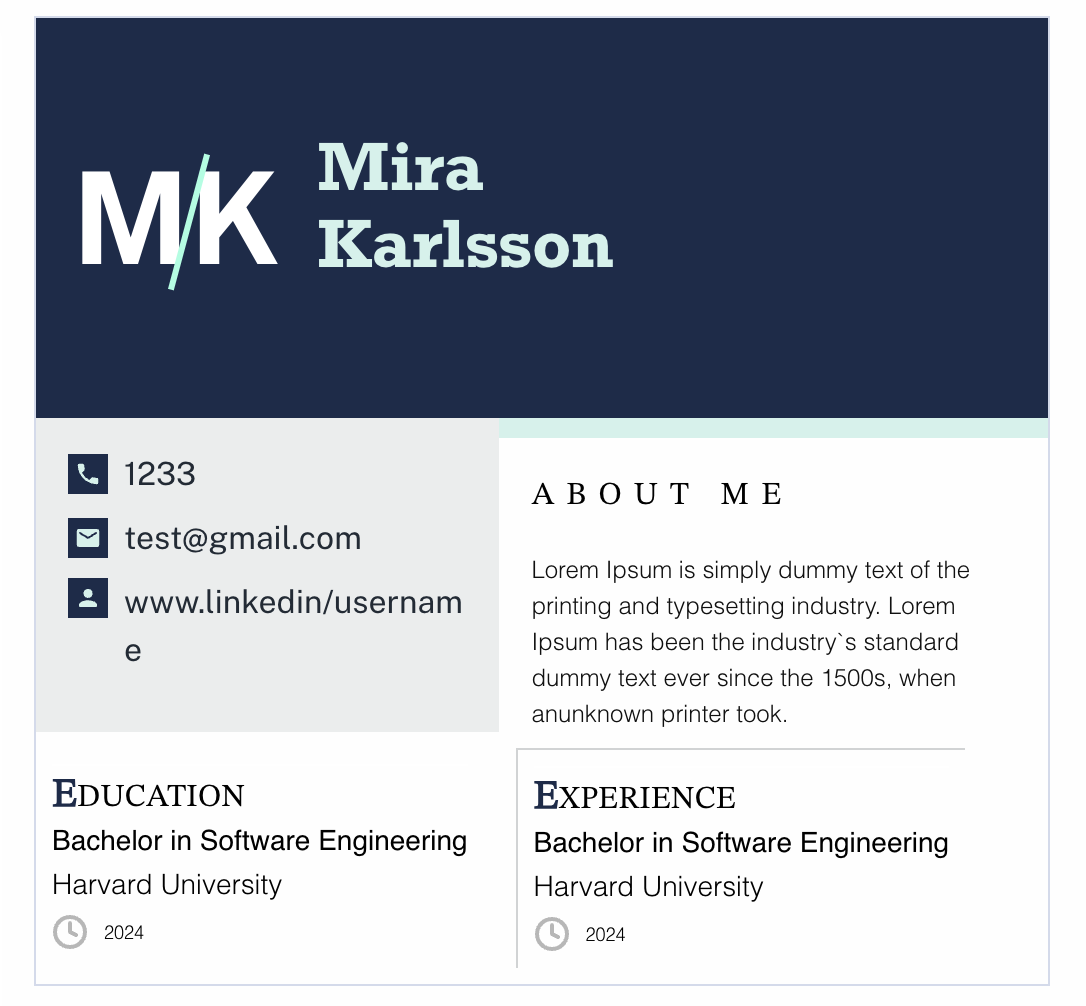 M/K
Mira
Karlsson
1233
test@gmail.com
www.linkedin/usernam
e
ABOUT ME
Lorem Ipsum is simply dummy text of the
printing and typesetting industry. Lorem
Ipsum has been the industry`s standard
dummy text ever since the 1500s, when
anunknown printer took.
EDUCATION
Bachelor in Software Engineering
Harvard University
2024
EXPERIENCE
Bachelor in Software Engineering
Harvard University
2024